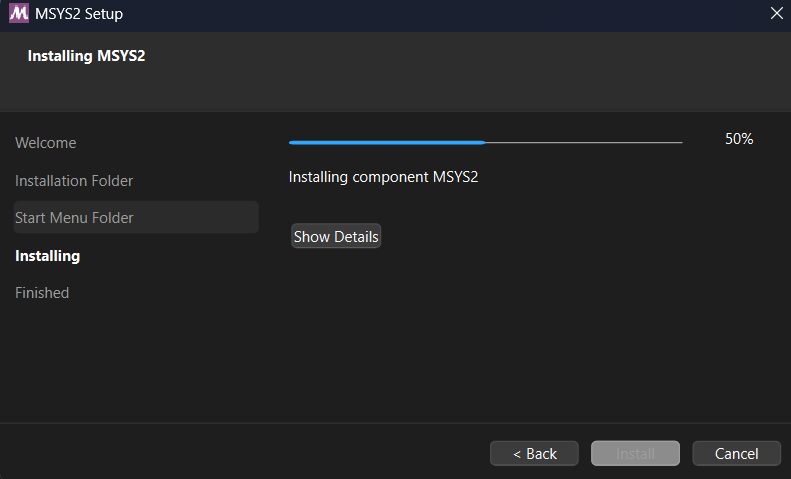 MSYS2 Setup
Installing MSYS2
Welcome
Installation Folder
Start Menu Folder
Installing
Finished
50%
Installing component MSYS2
Show Details
< Back
Install
Cancel